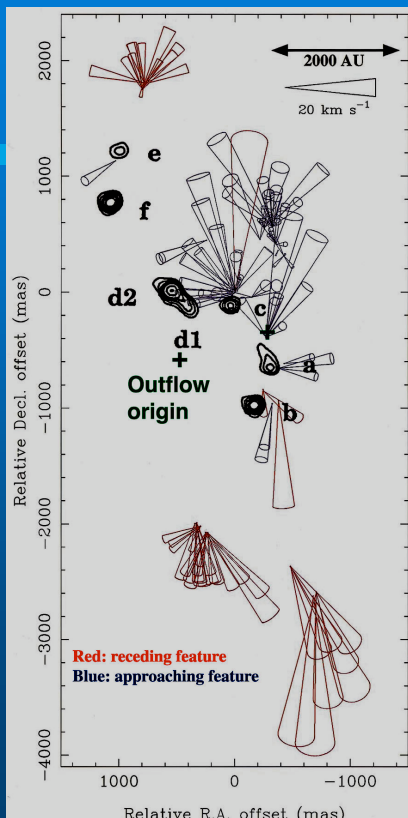 2000 AU
20 km s⁻¹
e
f
d2
c
d1
a
Outflow
origin
b
Red: receding feature
Blue: approaching feature
2000
1000
0
-1000
-2000
-3000
-4000
Relative Decl. offset (mas)
1000
0
-1000
Relative R.A. offset (mas)